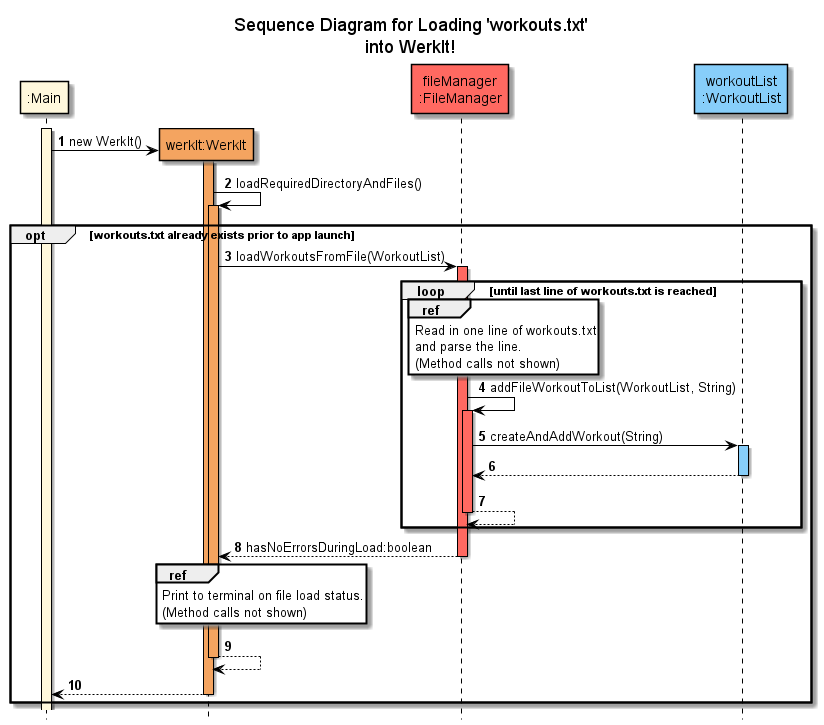 Sequence Diagram for Loading 'workouts.txt'
into WerkIt!
:Main
fileManager
:FileManager
workoutList
:WorkoutList
1 new WerkIt()
werkIt:WerkIt
2 loadRequiredDirectoryAndFiles()
opt [workouts.txt already exists prior to app launch]
3 loadWorkoutsFromFile(WorkoutList)
loop [until last line of workouts.txt is reached]
ref
Read in one line of workouts.txt
and parse the line.
(Method calls not shown)
4 addFileWorkoutToList(WorkoutList, String)
5 createAndAddWorkout(String)
6
7
8 hasNoErrorsDuringLoad:boolean
ref
Print to terminal on file load status.
(Method calls not shown)
9
10